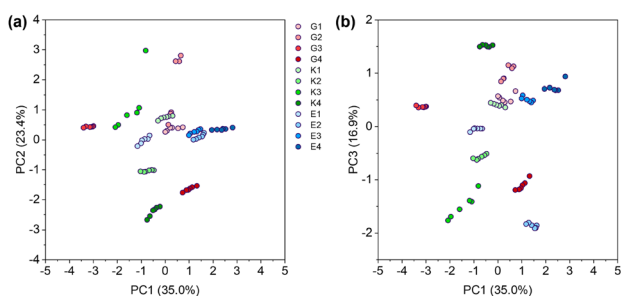 (a)
PC2 (23.4%)
4
3
2
1
0
-1
-2
-3
-4
-5 -4 -3 -2 -1 0 1 2 3 4 5
PC1 (35.0%)
G1
G2
G3
G4
K1
K2
K3
K4
E1
E2
E3
E4
(b)
PC3 (16.9%)
2
1
0
-1
-2
-5 -4 -3 -2 -1 0 1 2 3 4 5
PC1 (35.0%)